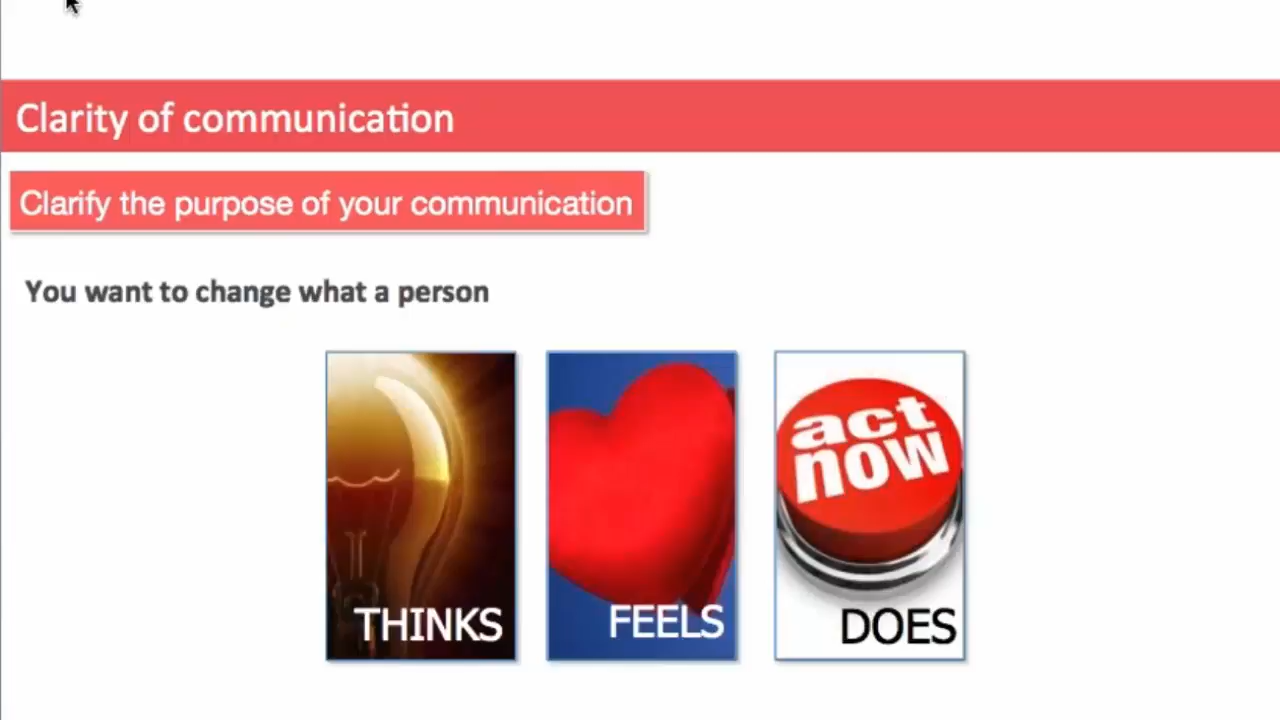 Clarity of communication
Clarify the purpose of your communication
You want to change what a person
act
now
THINKS
FEELS
DOES